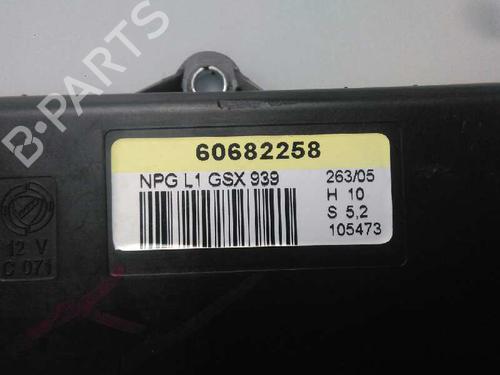 B-PARTS
60682258
NPG L1 GSX 939
263/05
H 10
S 5,2
105473
12 V
C 071